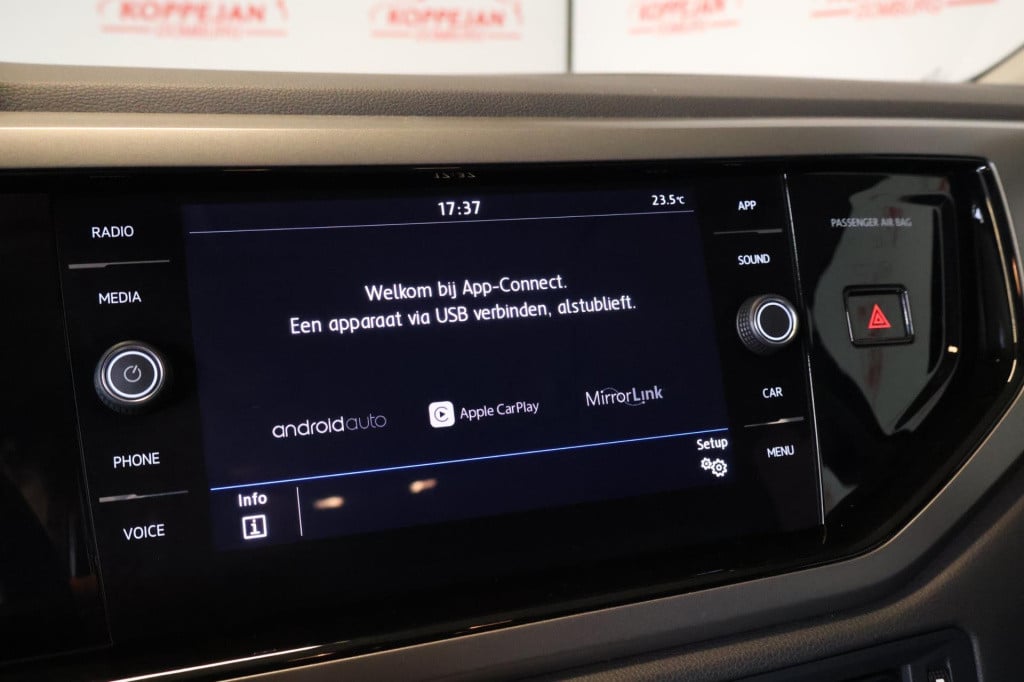 KOPPEJAN
KOPPEJAN
KOPPEJAN
RADIO
MEDIA
PHONE
VOICE
17:37
23.5°C
Welkom bij App-Connect.
Een apparaat via USB verbinden, alstublieft.
androidauto
Apple CarPlay
MirrorLink
Info
i
Setup
APP
SOUND
CAR
MENU
PASSENGER AIR BAG